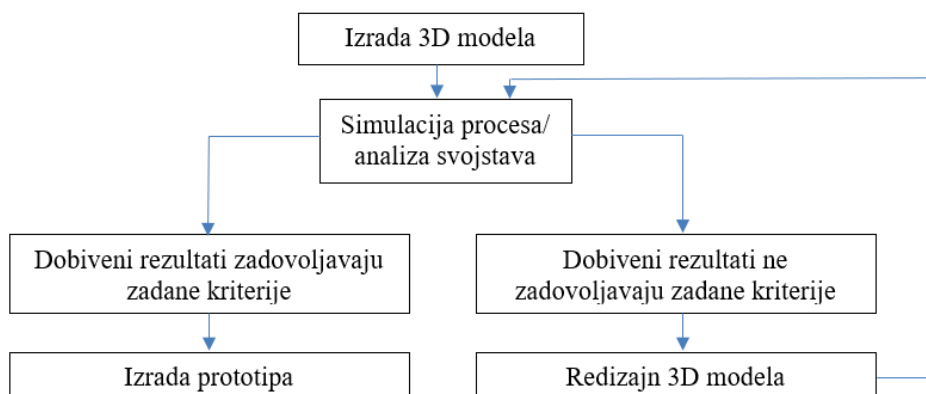 Izrada 3D modela
Simulacija procesa/
analiza svojstava
Dobiveni rezultati zadovoljavaju
zadane kriterije
Dobiveni rezultati ne
zadovoljavaju zadane kriterije
Izrada prototipa
Redizajn 3D modela